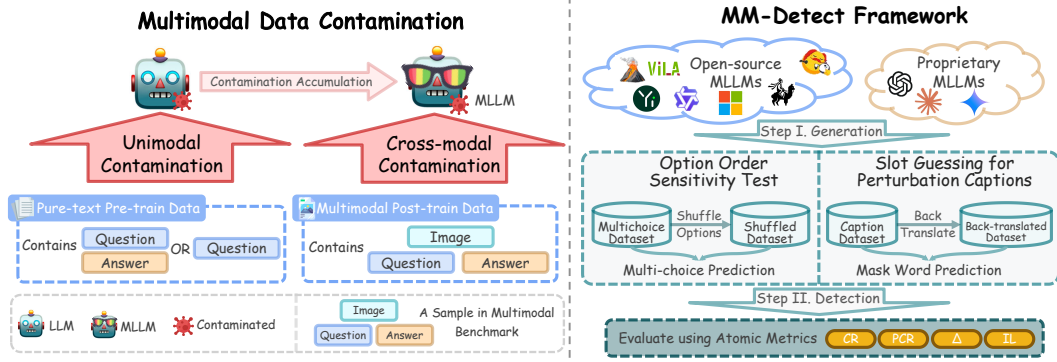 Multimodal Data Contamination
Contamination Accumulation
MLLM
Unimodal
Contamination
Cross-modal
Contamination
Pure-text Pre-train Data
Contains
Question
Answer
OR
Question
Multimodal Post-train Data
Contains
Image
Question
Answer
LLM
MLLM
Contaminated
Image
Question
Answer
A Sample in Multimodal
Benchmark
MM-Detect Framework
ViLA
Open-source
MLLMs
Yi
Proprietary
MLLMs
Step I. Generation
Option Order
Sensitivity Test
Multichoice
Dataset
Shuffle
Options
Shuffled
Dataset
Multi-choice Prediction
Slot Guessing for
Perturbation Captions
Caption
Dataset
Back
Translate
Back-translated
Dataset
Mask Word Prediction
Step II. Detection
Evaluate using Atomic Metrics
CR
PCR
Δ
IL